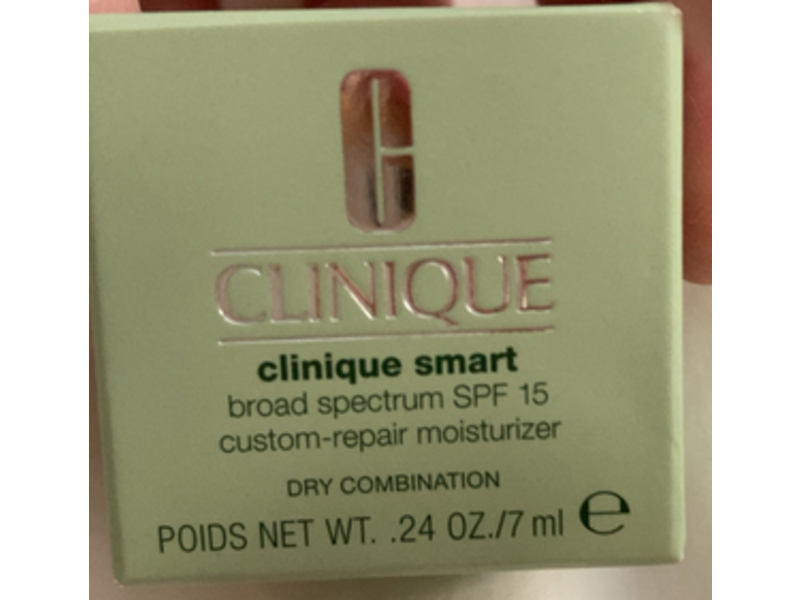 CLINIQUE
clinique smart
broad spectrum SPF 15
custom-repair moisturizer
DRY COMBINATION
POIDS NET WT. .24 OZ./7 ml ℮